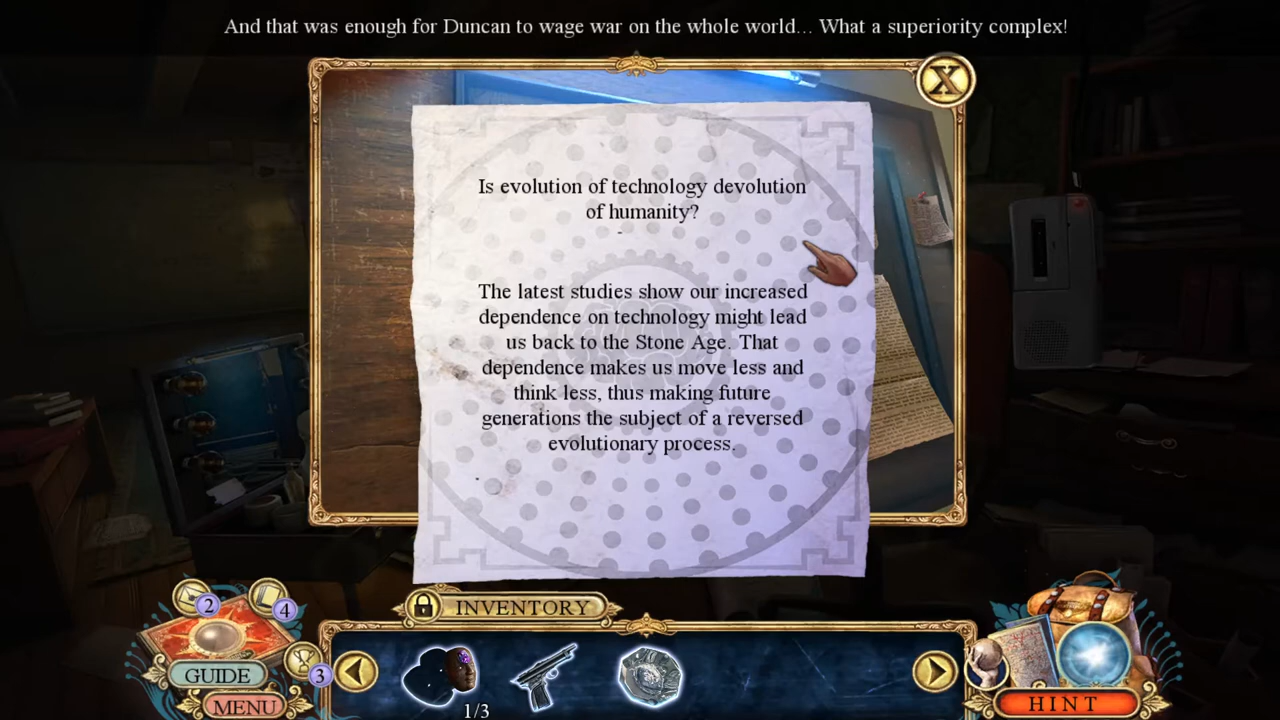 And that was enough for Duncan to wage war on the whole world... What a superiority complex!
X
Is evolution of technology devolution
of humanity?
-
The latest studies show our increased
dependence on technology might lead
us back to the Stone Age. That
dependence makes us move less and
think less, thus making future
generations the subject of a reversed
evolutionary process.
2
4
INVENTORY
GUIDE
3
MENU
1/3
HINT